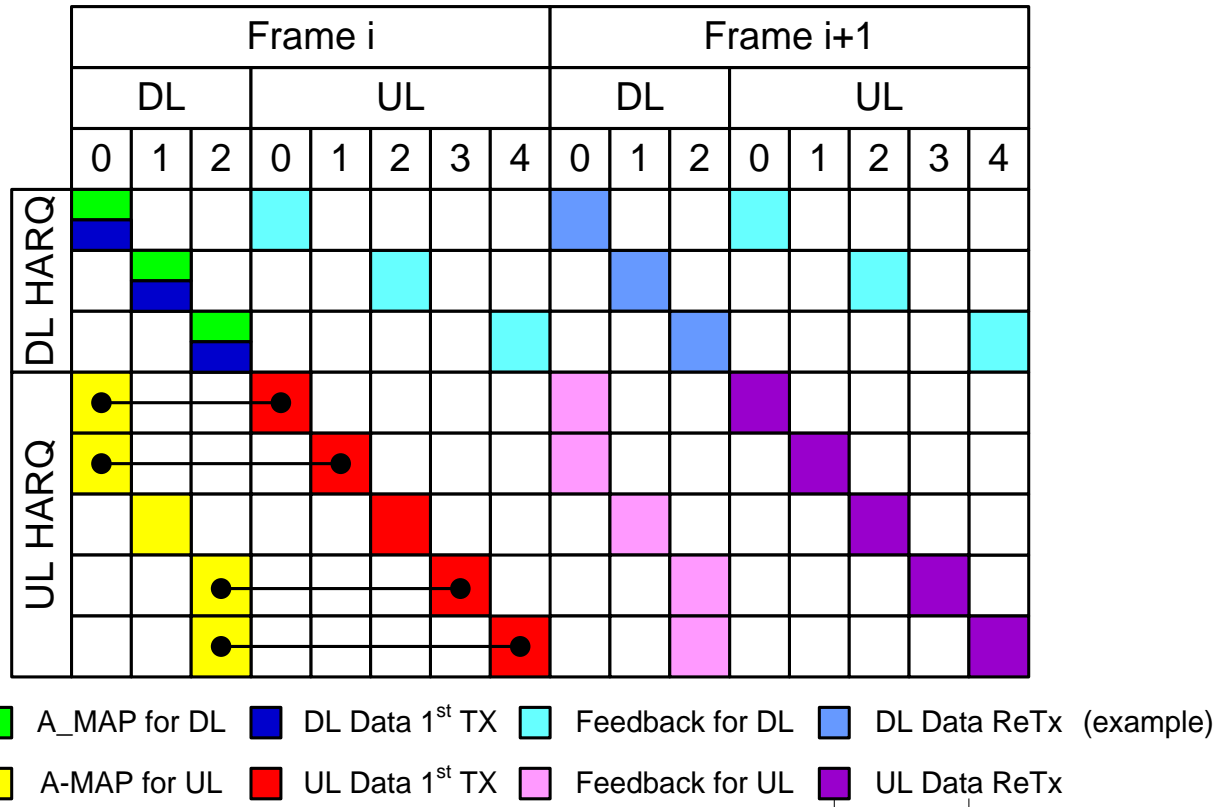 Frame i Frame i+1
DL UL DL UL
0 1 2 0 1 2 3 4 0 1 2 0 1 2 3 4
DL HARQ
UL HARQ
A_MAP for DL DL Data 1st TX Feedback for DL DL Data ReTx (example)
A-MAP for UL UL Data 1st TX Feedback for UL UL Data ReTx